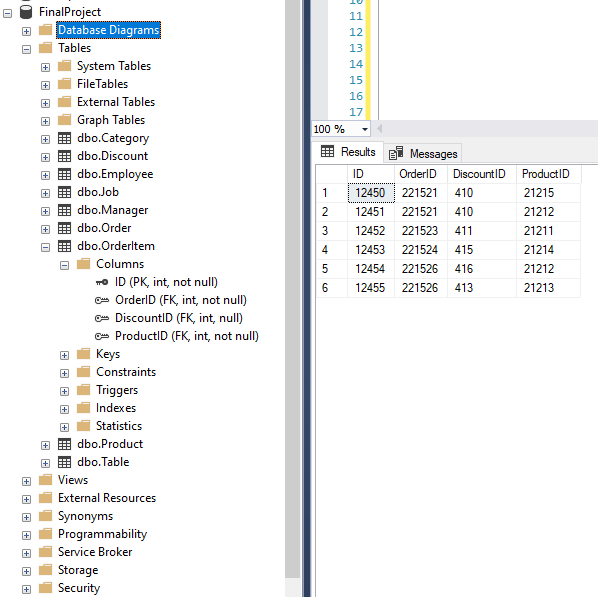 FinalProject
Database Diagrams
Tables
System Tables
FileTables
External Tables
Graph Tables
dbo.Category
dbo.Discount
dbo.Employee
dbo.Job
dbo.Manager
dbo.Order
dbo.OrderItem
Columns
ID (PK, int, not null)
OrderID (FK, int, not null)
DiscountID (FK, int, null)
ProductID (FK, int, not null)
Keys
Constraints
Triggers
Indexes
Statistics
dbo.Product
dbo.Table
Views
External Resources
Synonyms
Programmability
Service Broker
Storage
Security
11
12
13
14
15
16
17
100 %
Results Messages
ID OrderID DiscountID ProductID
1 12450 221521 410 21215
2 12451 221521 410 21212
3 12452 221523 411 21211
4 12453 221524 415 21214
5 12454 221526 416 21212
6 12455 221526 413 21213